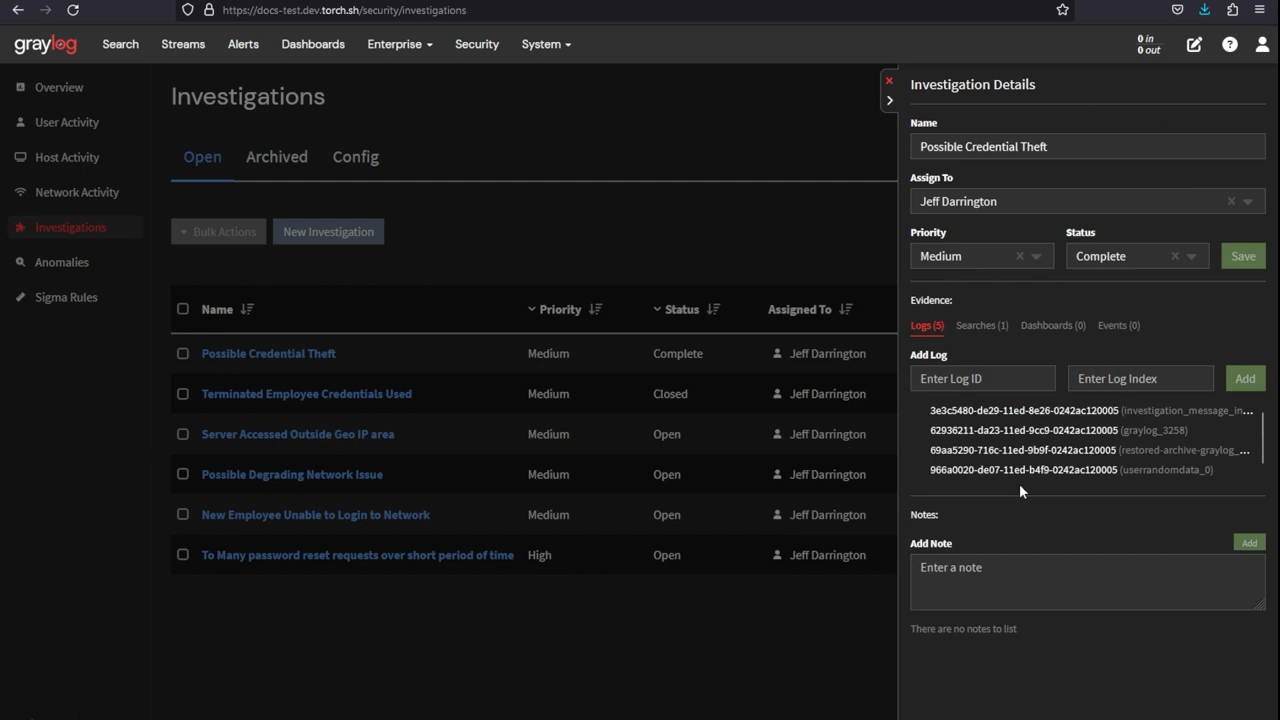 https://docs-test.dev.torch.sh/security/investigations
graylog Search Streams Alerts Dashboards Enterprise Security System 0 in
0 out
Overview
User Activity
Host Activity
Network Activity
Investigations
Anomalies
Sigma Rules
Investigations
Open Archived Config
Bulk Actions New Investigation
Name Priority Status Assigned To
Possible Credential Theft Medium Complete Jeff Darrington
Terminated Employee Credentials Used Medium Closed Jeff Darrington
Server Accessed Outside Geo IP area Medium Open Jeff Darrington
Possible Degrading Network Issue Medium Open Jeff Darrington
New Employee Unable to Login to Network Medium Open Jeff Darrington
To Many password reset requests over short period of time High Open Jeff Darrington
Investigation Details
Name
Possible Credential Theft
Assign To
Jeff Darrington
Priority Status
Medium Complete Save
Evidence:
Logs (5) Searches (1) Dashboards (0) Events (0)
Add Log
Enter Log ID Enter Log Index Add
3e3c5480-de29-11ed-8e26-0242ac120005 (investigation_message_in...
62936211-da23-11ed-9cc9-0242ac120005 (graylog_3258)
69aa5290-716c-11ed-9b9f-0242ac120005 (restored-archive-graylog_...
966a0020-de07-11ed-b4f9-0242ac120005 (userrandomdata_0)
Notes:
Add Note Add
Enter a note
There are no notes to list